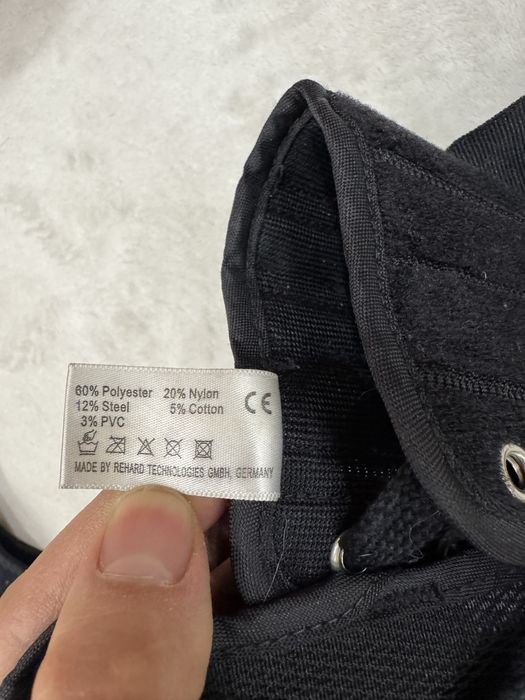 60% Polyester 20% Nylon
12% Steel 5% Cotton
3% PVC
CE
MADE BY REHARD TECHNOLOGIES GMBH, GERMANY